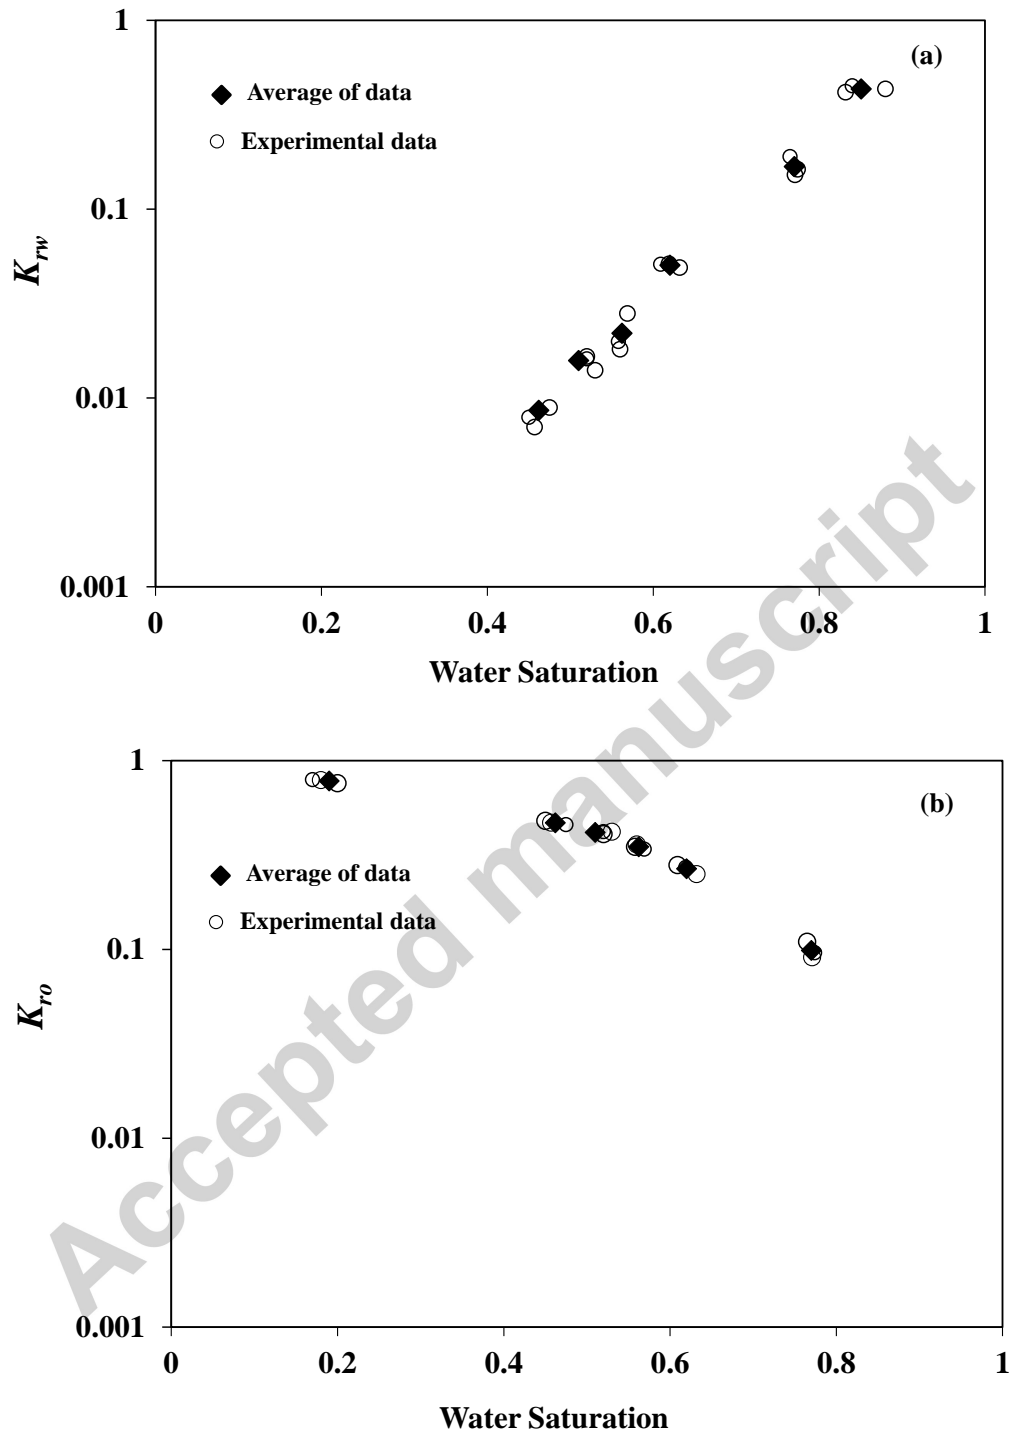 1
(a)
Average of data
Experimental data
0.1
Krw
0.01
0.001
0 0.2 0.4 0.6 0.8 1
Water Saturation
1
(b)
Average of data
Experimental data
0.1
Kro
0.01
0.001
0 0.2 0.4 0.6 0.8 1
Water Saturation
Accepted manuscript